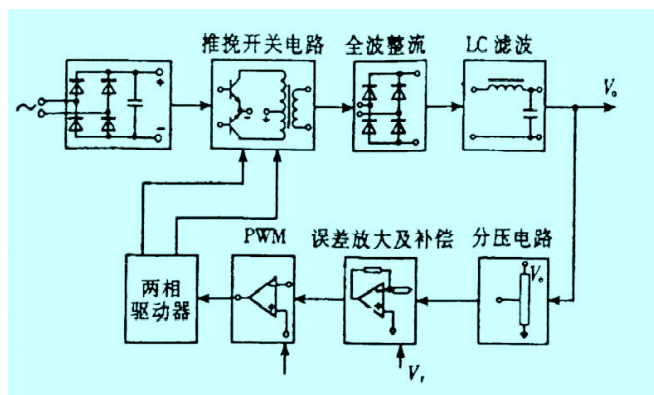 推挽开关电路 全波整流 LC 滤波
+
−
Vo
PWM 误差放大及补偿 分压电路
两相
驱动器
Vo
Vr